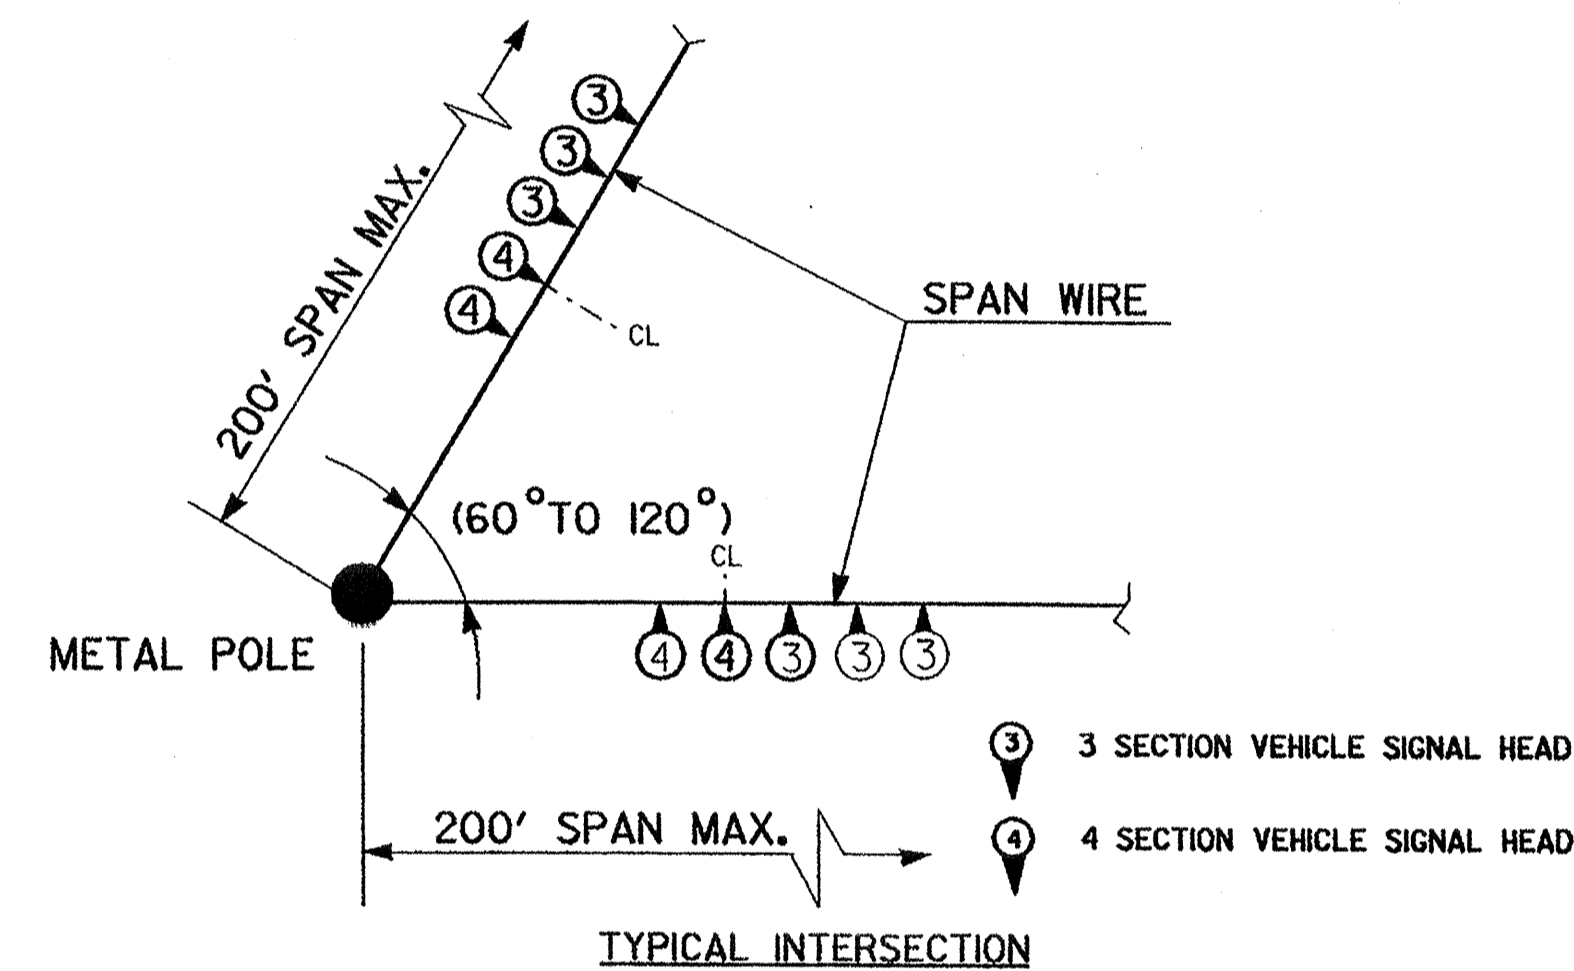 3
3
3
4
4
CL
200' SPAN MAX.
SPAN WIRE
(60° TO 120°)
CL
METAL POLE
4 4 3 3 3
3 3 SECTION VEHICLE SIGNAL HEAD
4 4 SECTION VEHICLE SIGNAL HEAD
200' SPAN MAX.
TYPICAL INTERSECTION